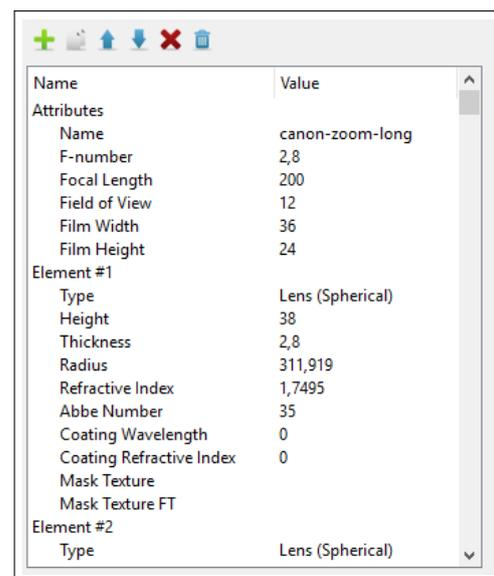 Name Value
Attributes
Name canon-zoom-long
F-number 2,8
Focal Length 200
Field of View 12
Film Width 36
Film Height 24
Element #1
Type Lens (Spherical)
Height 38
Thickness 2,8
Radius 311,919
Refractive Index 1,7495
Abbe Number 35
Coating Wavelength 0
Coating Refractive Index 0
Mask Texture
Mask Texture FT
Element #2
Type Lens (Spherical)